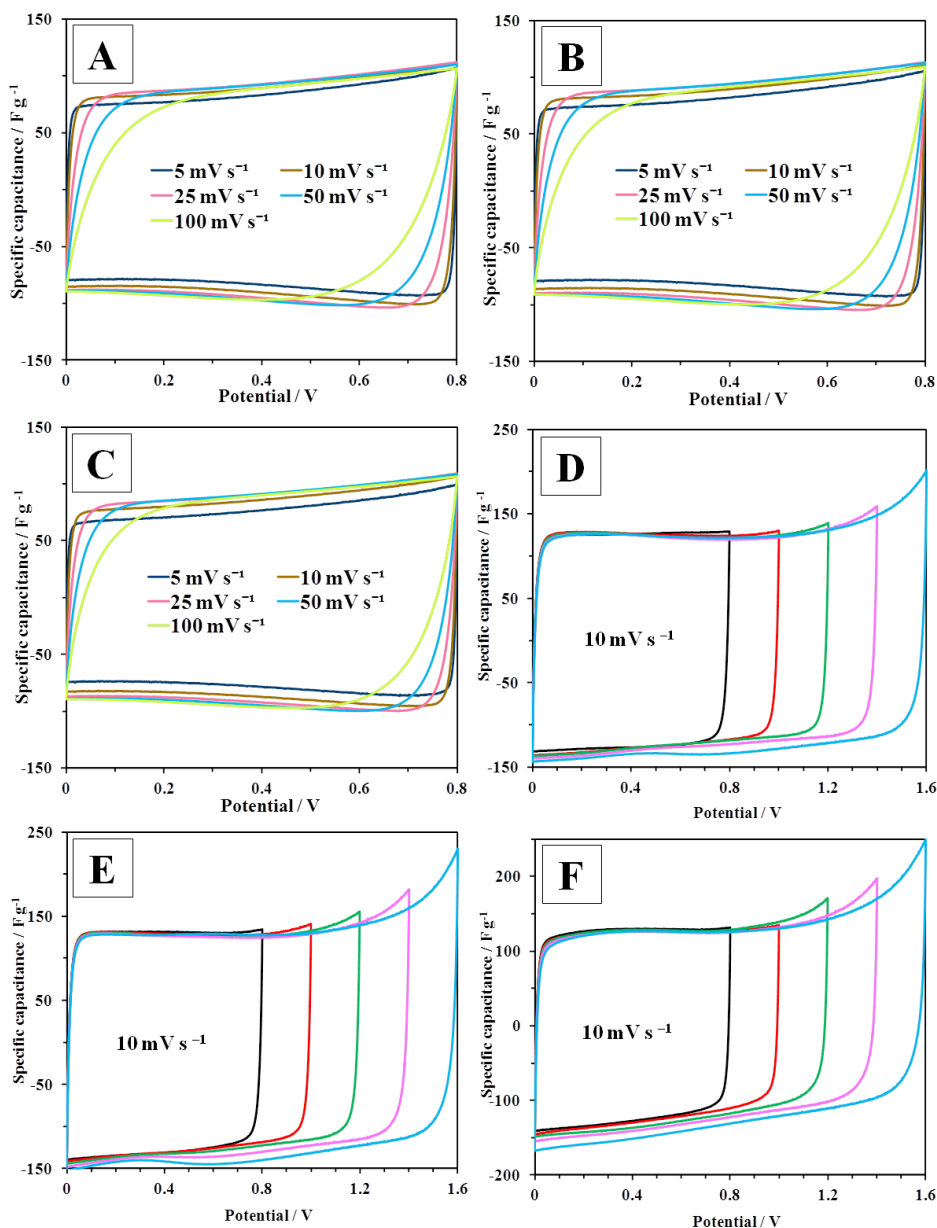 A
Specific capacitance / F g⁻¹
150
50
-50
-150
5 mV s⁻¹ 10 mV s⁻¹
25 mV s⁻¹ 50 mV s⁻¹
100 mV s⁻¹
0 0.2 0.4 0.6 0.8
Potential / V
B
Specific capacitance / F g⁻¹
150
50
-50
-150
5 mV s⁻¹ 10 mV s⁻¹
25 mV s⁻¹ 50 mV s⁻¹
100 mV s⁻¹
0 0.2 0.4 0.6 0.8
Potential / V
C
Specific capacitance / F g⁻¹
150
50
-50
-150
5 mV s⁻¹ 10 mV s⁻¹
25 mV s⁻¹ 50 mV s⁻¹
100 mV s⁻¹
0 0.2 0.4 0.6 0.8
Potential / V
D
Specific capacitance / F g⁻¹
250
150
50
-50
-150
10 mV s ⁻¹
0 0.4 0.8 1.2 1.6
Potential / V
E
Specific capacitance / F g⁻¹
250
150
50
-50
-150
10 mV s ⁻¹
0 0.4 0.8 1.2 1.6
Potential / V
F
Specific capacitance / F g⁻¹
200
100
0
-100
-200
10 mV s ⁻¹
0 0.4 0.8 1.2 1.6
Potential / V